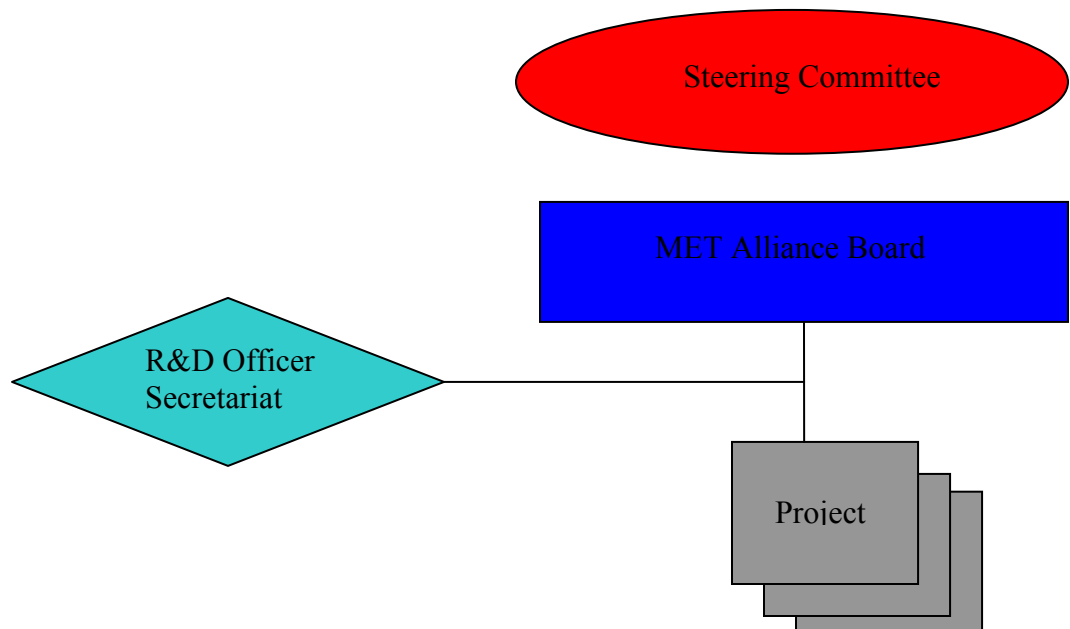 Steering Committee
MET Alliance Board
R&D Officer
Secretariat
Project